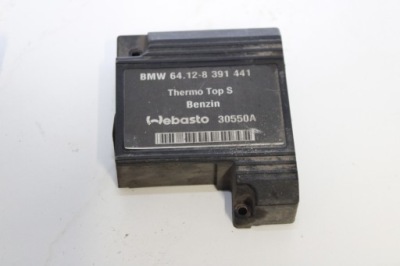 BMW 64.12-8 391 441
Thermo Top S
Benzin
Webasto 30550A